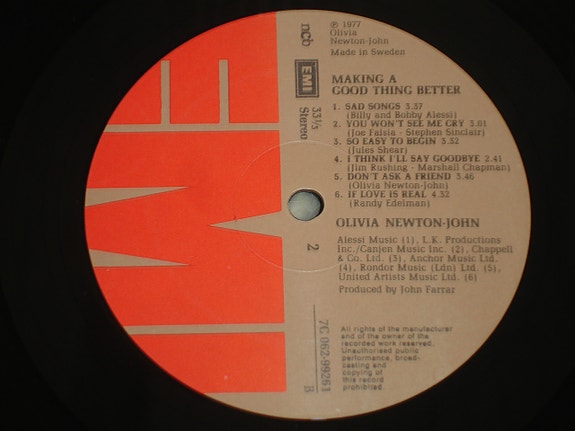 ℗ 1977
Olivia
Newton-John
Made in Sweden
ncb
EMI
33⅓
Stereo
MAKING A
GOOD THING BETTER
1. SAD SONGS 3.37
(Billy and Bobby Alessi)
2. YOU WON'T SEE ME CRY 3.01
(Joe Falsia - Stephen Sinclair)
3. SO EASY TO BEGIN 3.32
(Jules Shear)
4. I THINK I'LL SAY GOODBYE 2.41
(Jim Rushing - Marshall Chapman)
5. DON'T ASK A FRIEND 3.46
(Olivia Newton-John)
6. IF LOVE IS REAL 4.32
(Randy Edelman)
OLIVIA NEWTON-JOHN
Alessi Music (1), L.K. Productions
Inc./Canjen Music Inc. (2), Chappell
& Co. Ltd. (3), Anchor Music Ltd.
(4), Rondor Music (Ldn) Ltd. (5),
United Artists Music Ltd. (6)
Produced by John Farrar
2
7C 062-99261
B
All rights of the manufacturer
and of the owner of the
recorded work reserved.
Unauthorised public
performance, broad-
casting and
copying of
this record
prohibited.
EMI